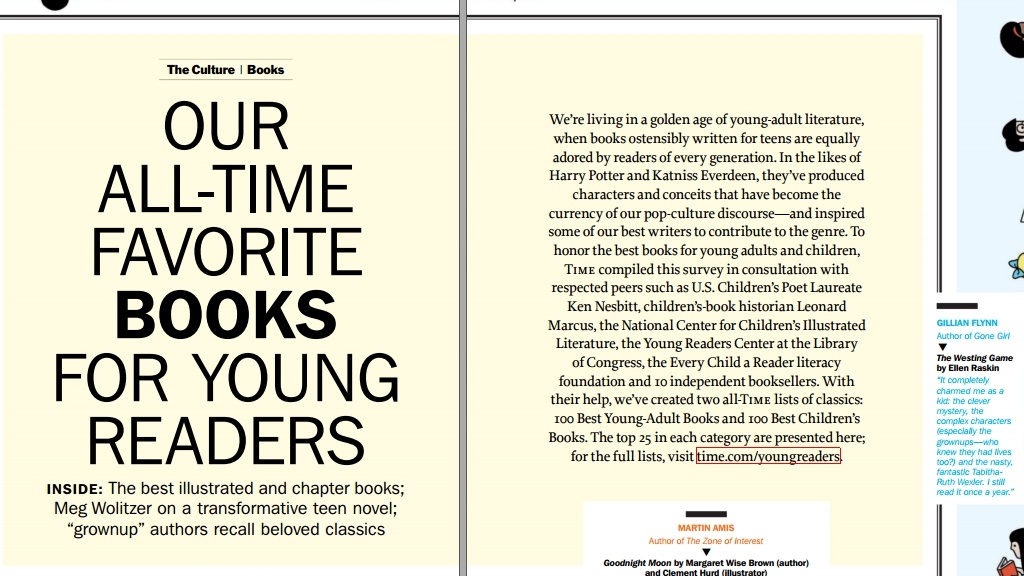 The Culture | Books
OUR
ALL-TIME
FAVORITE
BOOKS
FOR YOUNG
READERS
INSIDE: The best illustrated and chapter books;
Meg Wolitzer on a transformative teen novel;
“grownup” authors recall beloved classics
We’re living in a golden age of young-adult literature,
when books ostensibly written for teens are equally
adored by readers of every generation. In the likes of
Harry Potter and Katniss Everdeen, they’ve produced
characters and conceits that have become the
currency of our pop-culture discourse—and inspired
some of our best writers to contribute to the genre. To
honor the best books for young adults and children,
TIME compiled this survey in consultation with
respected peers such as U.S. Children’s Poet Laureate
Ken Nesbitt, children’s-book historian Leonard
Marcus, the National Center for Children’s Illustrated
Literature, the Young Readers Center at the Library
of Congress, the Every Child a Reader literacy
foundation and 10 independent booksellers. With
their help, we’ve created two all-TIME lists of classics:
100 Best Young-Adult Books and 100 Best Children’s
Books. The top 25 in each category are presented here;
for the full lists, visit time.com/youngreaders.
MARTIN AMIS
Author of The Zone of Interest
Goodnight Moon by Margaret Wise Brown (author)
and Clement Hurd (illustrator)
GILLIAN FLYNN
Author of Gone Girl
The Westing Game
by Ellen Raskin
“It completely
charmed me as a
kid: the clever
mystery, the
complex characters
(especially the
grownups—who
knew they had lives
too?) and the nasty,
fantastic Tabitha-
Ruth Wexler. I still
read it once a year.”